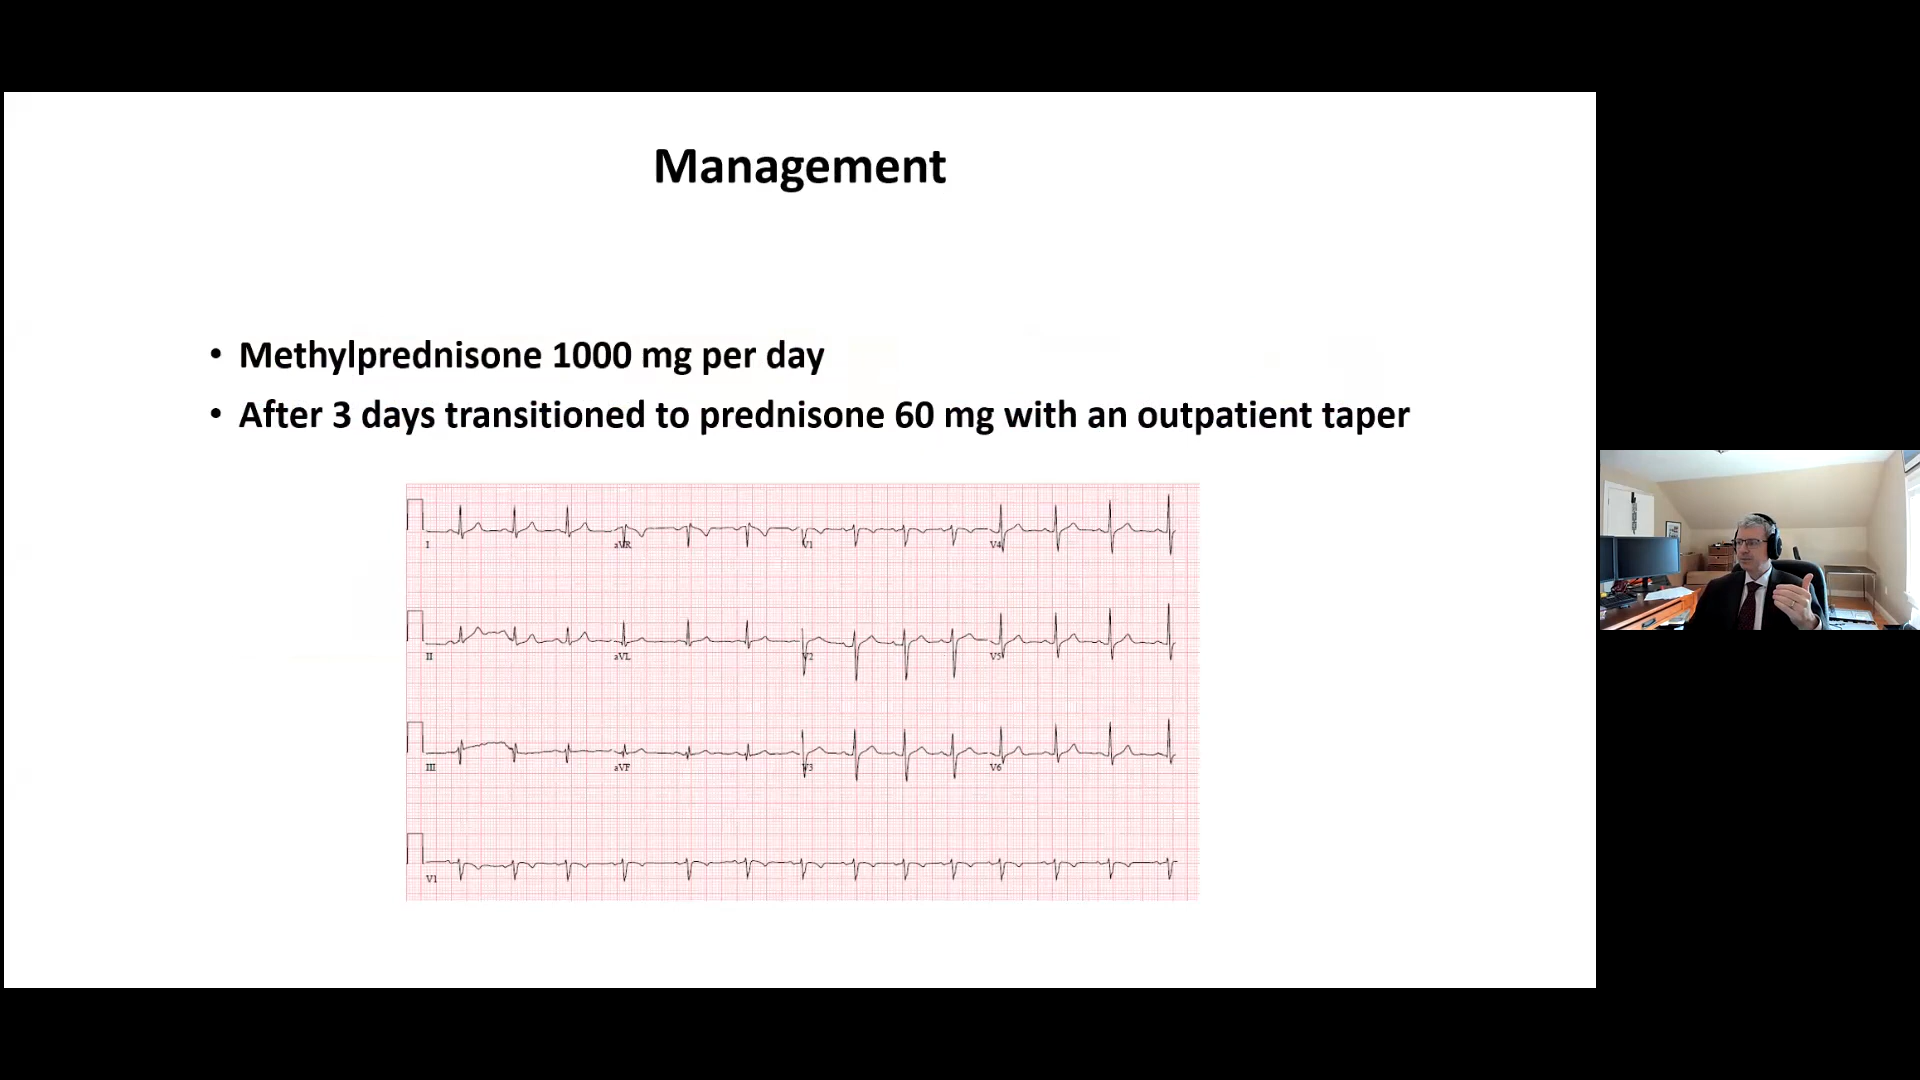 Management
• Methylprednisone 1000 mg per day
• After 3 days transitioned to prednisone 60 mg with an outpatient taper
I aVR V1 V4
II aVL V2 V5
III aVF V3 V6
V1